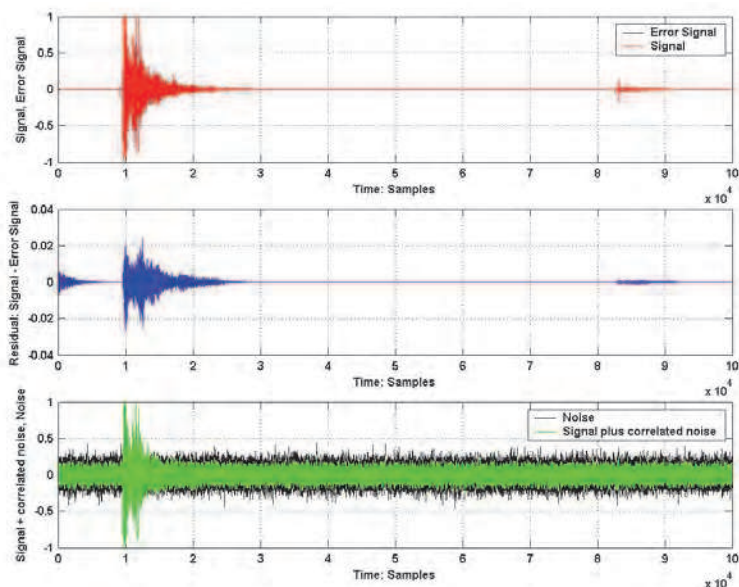 Signal, Error Signal
1
0.5
0
-0.5
-1
Error Signal
Signal
0 1 2 3 4 5 6 7 8 9 10
Time: Samples
x 10^4
Residual: Signal - Error Signal
0.04
0.02
0
-0.02
-0.04
0 1 2 3 4 5 6 7 8 9 10
Time: Samples
x 10^4
Signal + correlated noise, Noise
1
0.5
0
-0.5
-1
Noise
Signal plus correlated noise
0 1 2 3 4 5 6 7 8 9 10
Time: Samples
x 10^4